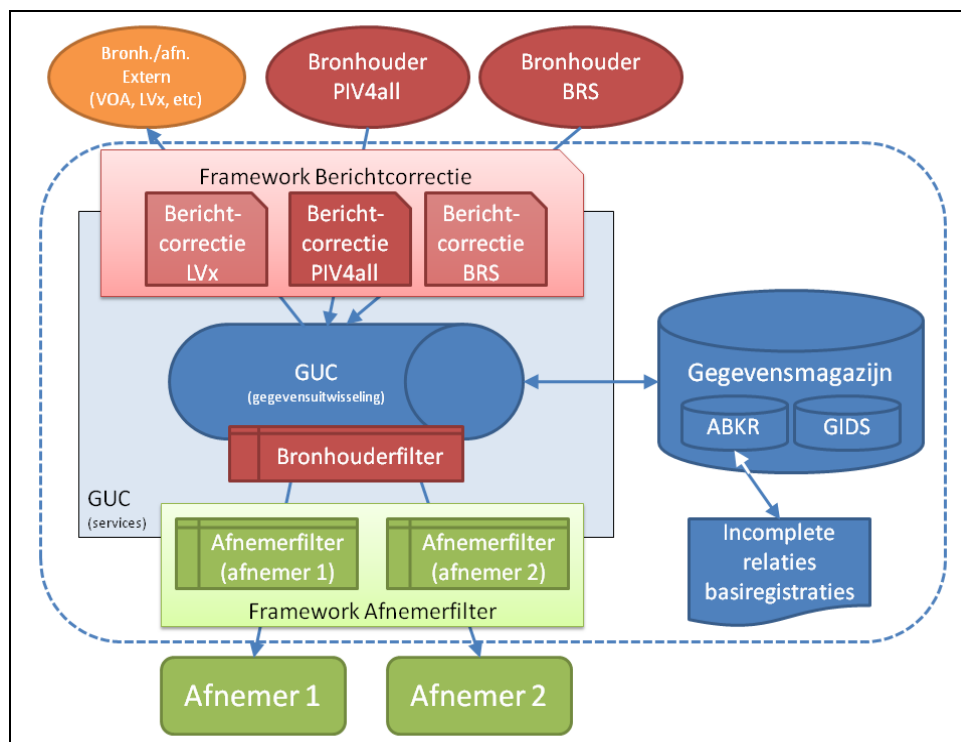 Bronh./afn.
Extern
(VOA, LVx, etc)
Bronhouder
PIV4all
Bronhouder
BRS
Framework Berichtcorrectie
Bericht-
correctie
LVx
Bericht-
correctie
PIV4all
Bericht-
correctie
BRS
GUC
(gegevensuitwisseling)
Gegevensmagazijn
ABKR
GIDS
Bronhouderfilter
GUC
(services)
Afnemerfilter
(afnemer 1)
Afnemerfilter
(afnemer 2)
Framework Afnemerfilter
Incomplete
relaties
basiregistraties
Afnemer 1
Afnemer 2